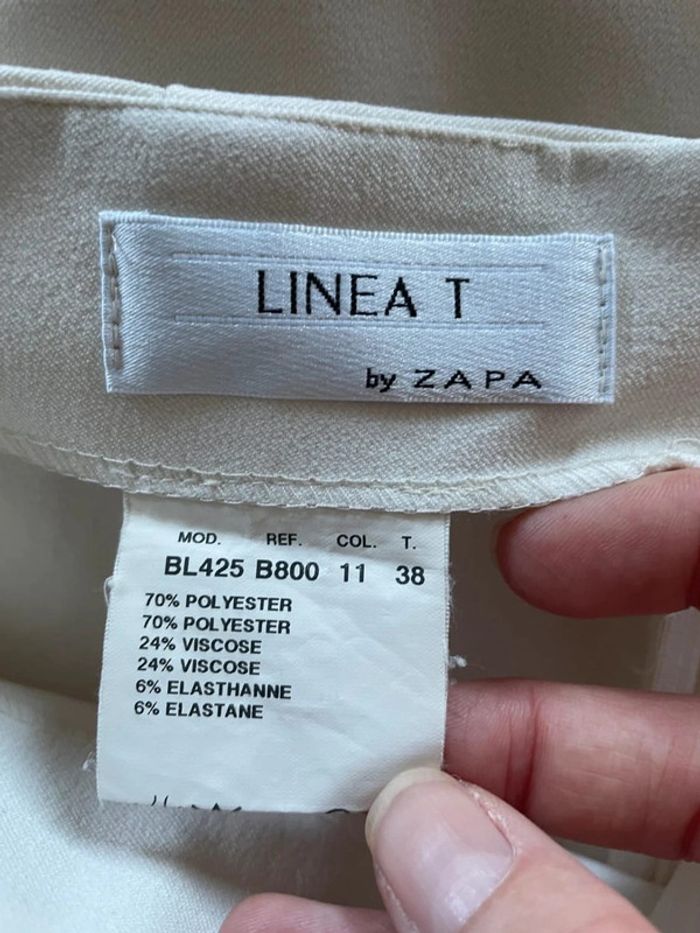 LINEA T
by ZAPA
MOD. REF. COL. T.
BL425 B800 11 38
70% POLYESTER
70% POLYESTER
24% VISCOSE
24% VISCOSE
6% ELASTHANNE
6% ELASTANE